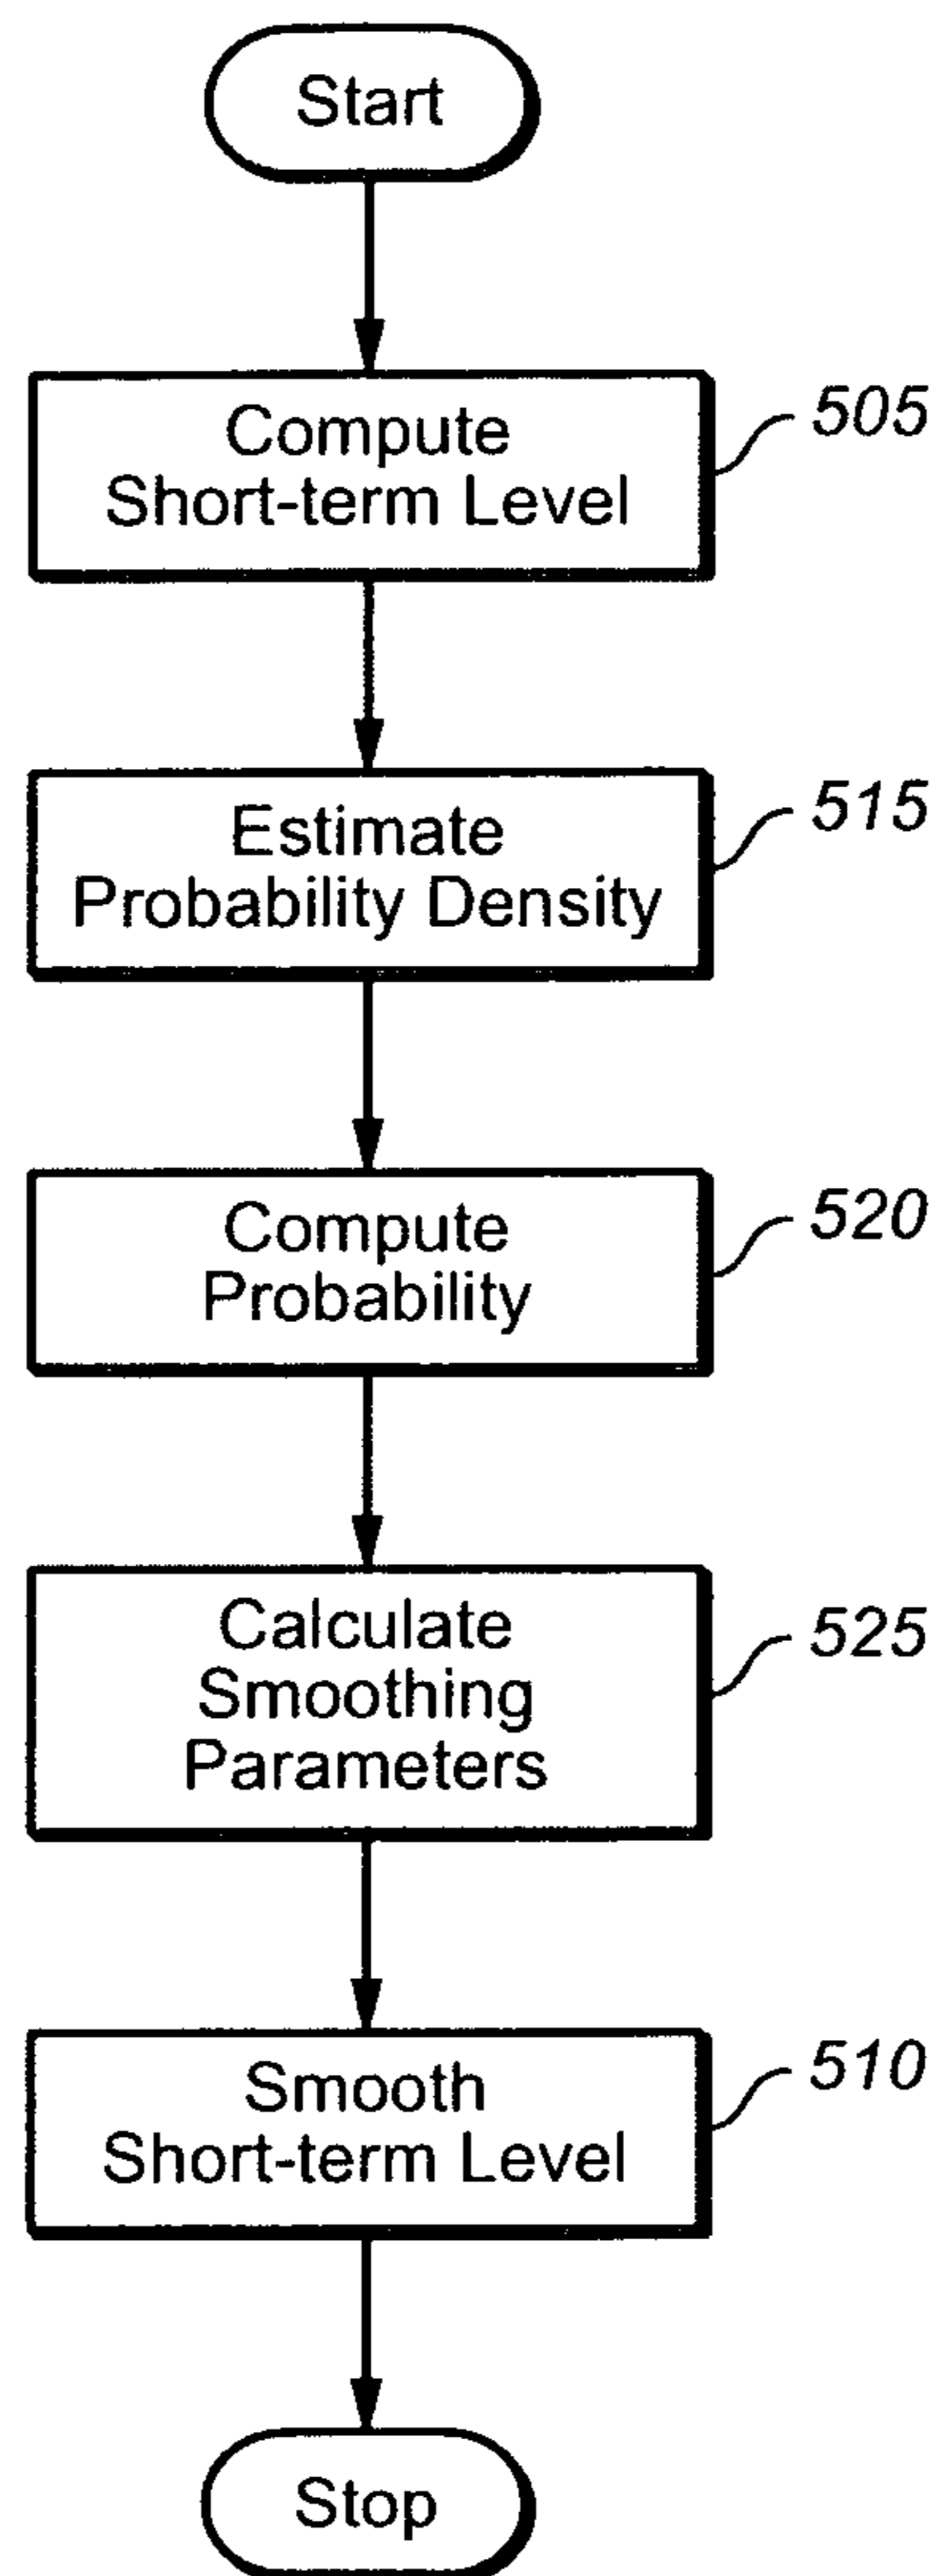 Start
Compute
Short-term Level
505
Estimate
Probability Density
515
Compute
Probability
520
Calculate
Smoothing
Parameters
525
Smooth
Short-term Level
510
Stop